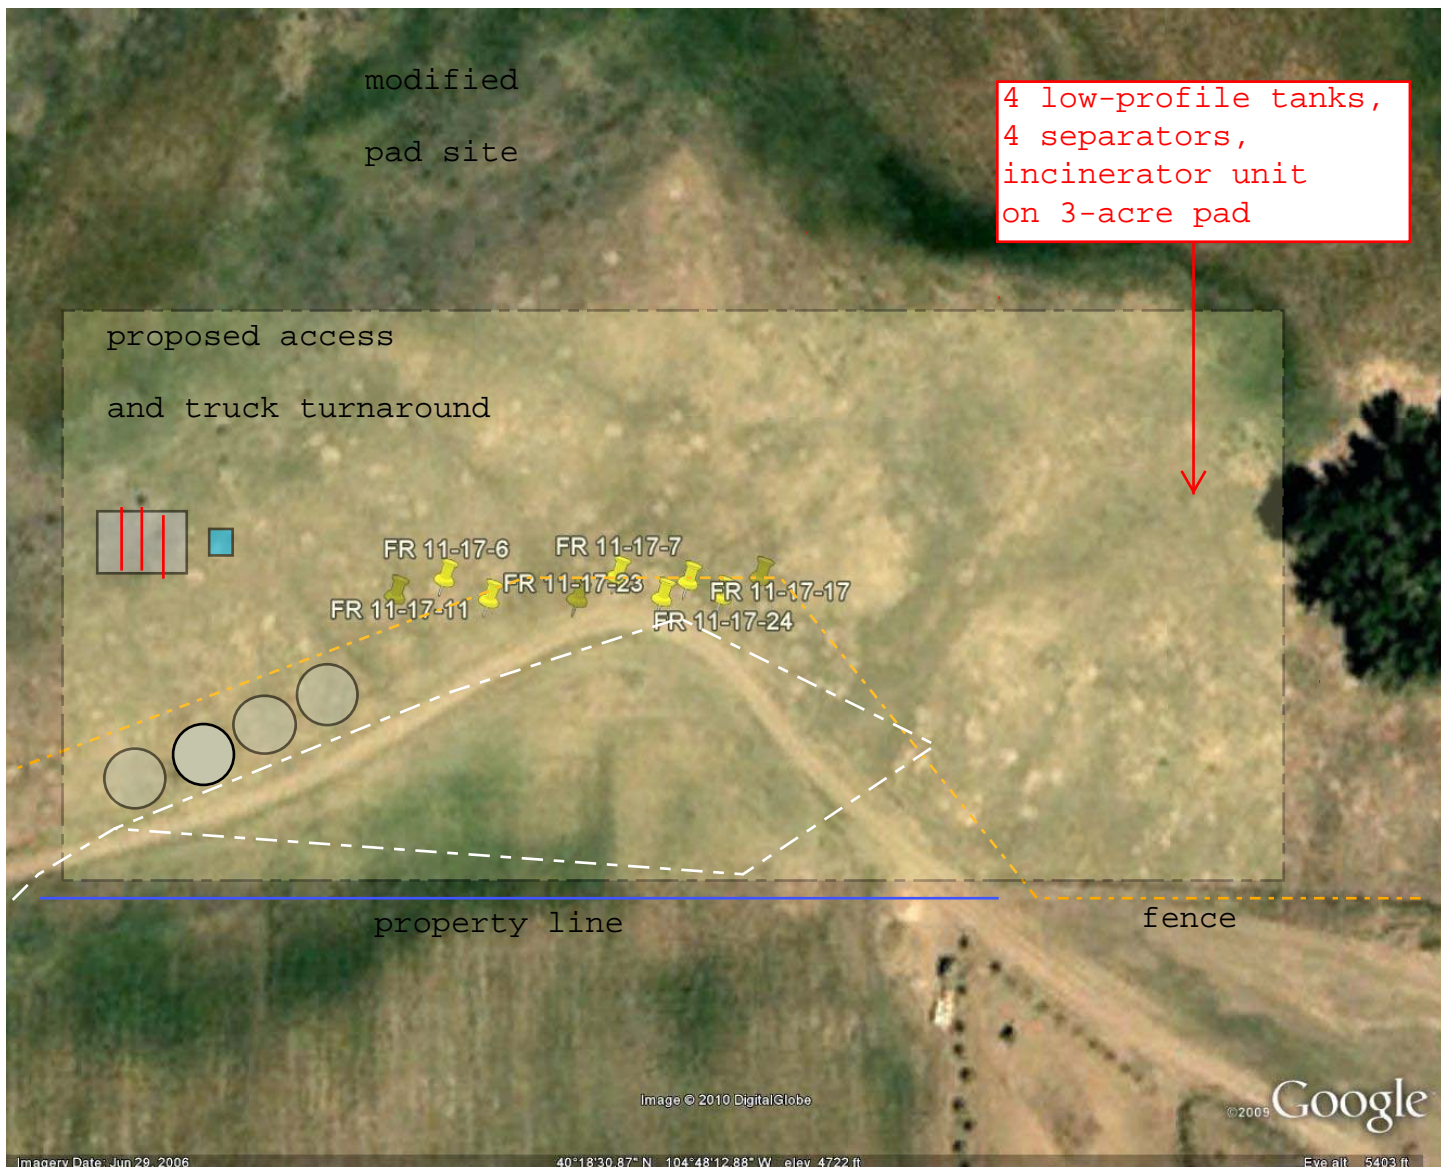 modified
pad site
4 low-profile tanks,
4 separators,
incinerator unit
on 3-acre pad
proposed access
and truck turnaround
FR 11-17-6
FR 11-17-7
FR 11-17-23
FR 11-17-17
FR 11-17-11
FR 11-17-24
property line
fence
Image © 2010 DigitalGlobe
©2009 Google
Imagery Date: Jun 29, 2006
40°18'30.87" N 104°48'12.88" W elev 4722 ft
Eye alt 5403 ft